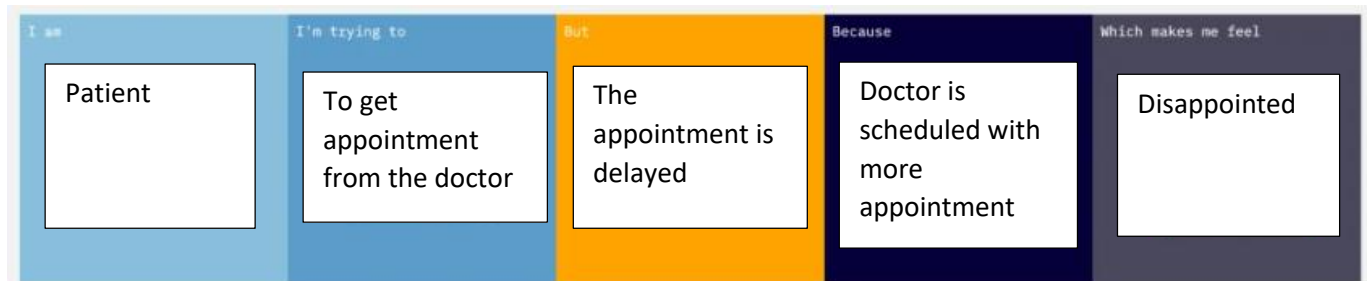 I am
Patient
I'm trying to
To get
appointment
from the doctor
But
The
appointment is
delayed
Because
Doctor is
scheduled with
more
appointment
Which makes me feel
Disappointed